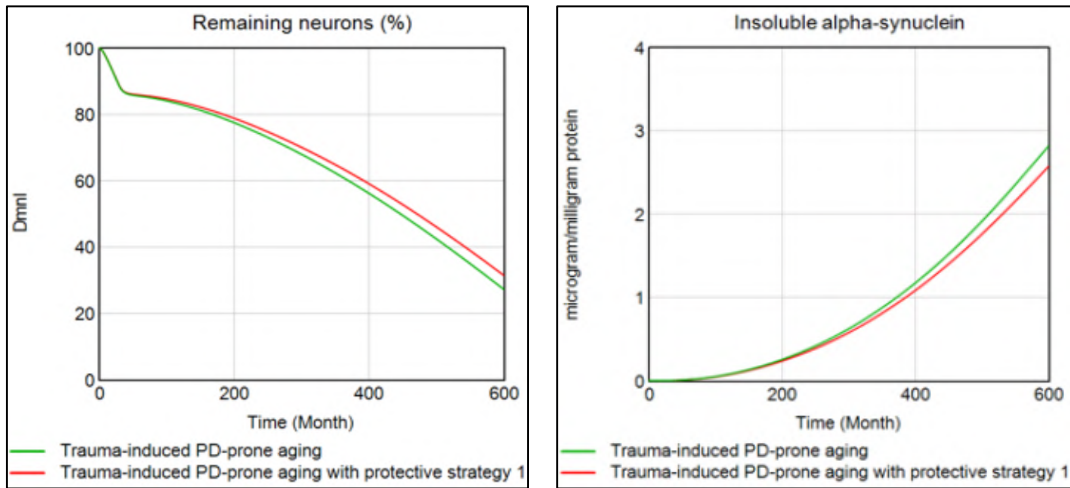 Remaining neurons (%)
100
80
60
40
20
0
Dmnl
0
200
400
600
Time (Month)
Trauma-induced PD-prone aging
Trauma-induced PD-prone aging with protective strategy 1
Insoluble alpha-synuclein
4
3
2
1
0
microgram/milligram protein
0
200
400
600
Time (Month)
Trauma-induced PD-prone aging
Trauma-induced PD-prone aging with protective strategy 1